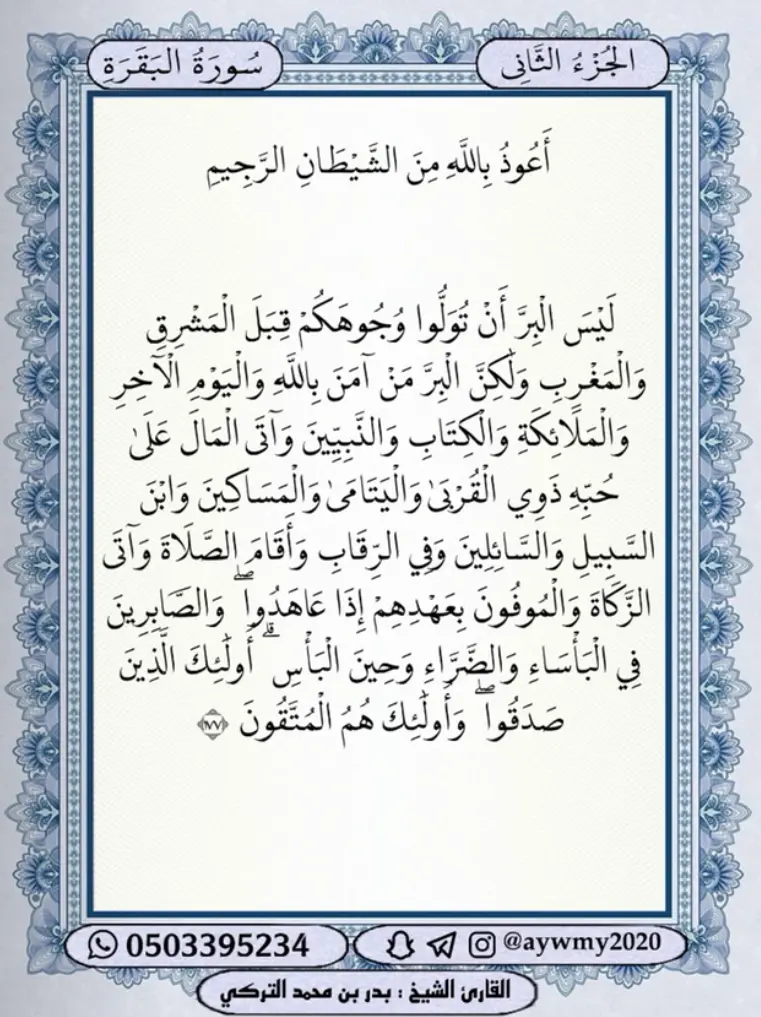 الجُزْءُ الثَّانِى
سُورَةُ البَقَرَةِ
أَعُوذُ بِاللَّهِ مِنَ الشَّيْطَانِ الرَّجِيمِ
لَيْسَ الْبِرَّ أَنْ تُوَلُّوا وُجُوهَكُمْ قِبَلَ الْمَشْرِقِ
وَالْمَغْرِبِ وَلَٰكِنَّ الْبِرَّ مَنْ آمَنَ بِاللَّهِ وَالْيَوْمِ الْآخِرِ
وَالْمَلَائِكَةِ وَالْكِتَابِ وَالنَّبِيِّينَ وَآتَى الْمَالَ عَلَىٰ
حُبِّهِ ذَوِي الْقُرْبَىٰ وَالْيَتَامَىٰ وَالْمَسَاكِينَ وَابْنَ
السَّبِيلِ وَالسَّائِلِينَ وَفِي الرِّقَابِ وَأَقَامَ الصَّلَاةَ وَآتَى
الزَّكَاةَ وَالْمُوفُونَ بِعَهْدِهِمْ إِذَا عَاهَدُوا ۖ وَالصَّابِرِينَ
فِي الْبَأْسَاءِ وَالضَّرَّاءِ وَحِينَ الْبَأْسِ ۗ أُولَٰئِكَ الَّذِينَ
صَدَقُوا ۖ وَأُولَٰئِكَ هُمُ الْمُتَّقُونَ ١٧٧
0503395234
@aywmy2020
القارئ الشيخ : بدر بن محمد التركي